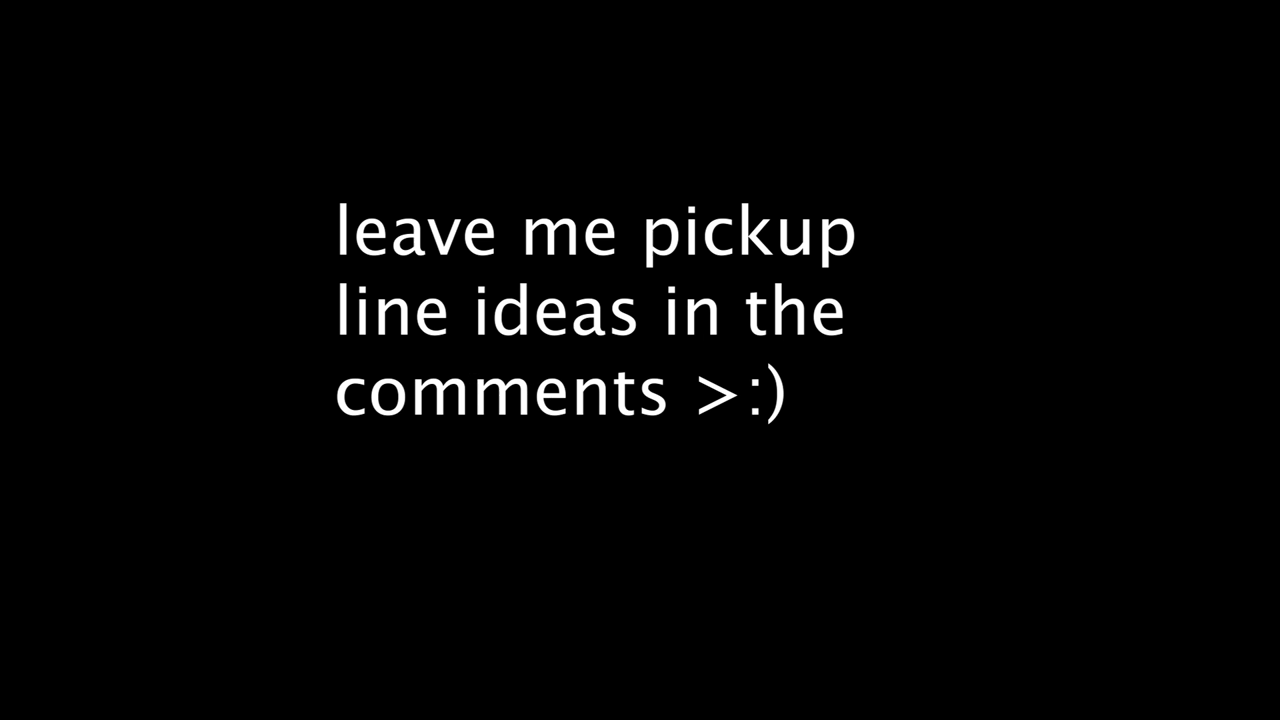 leave me pickup
line ideas in the
comments >:)